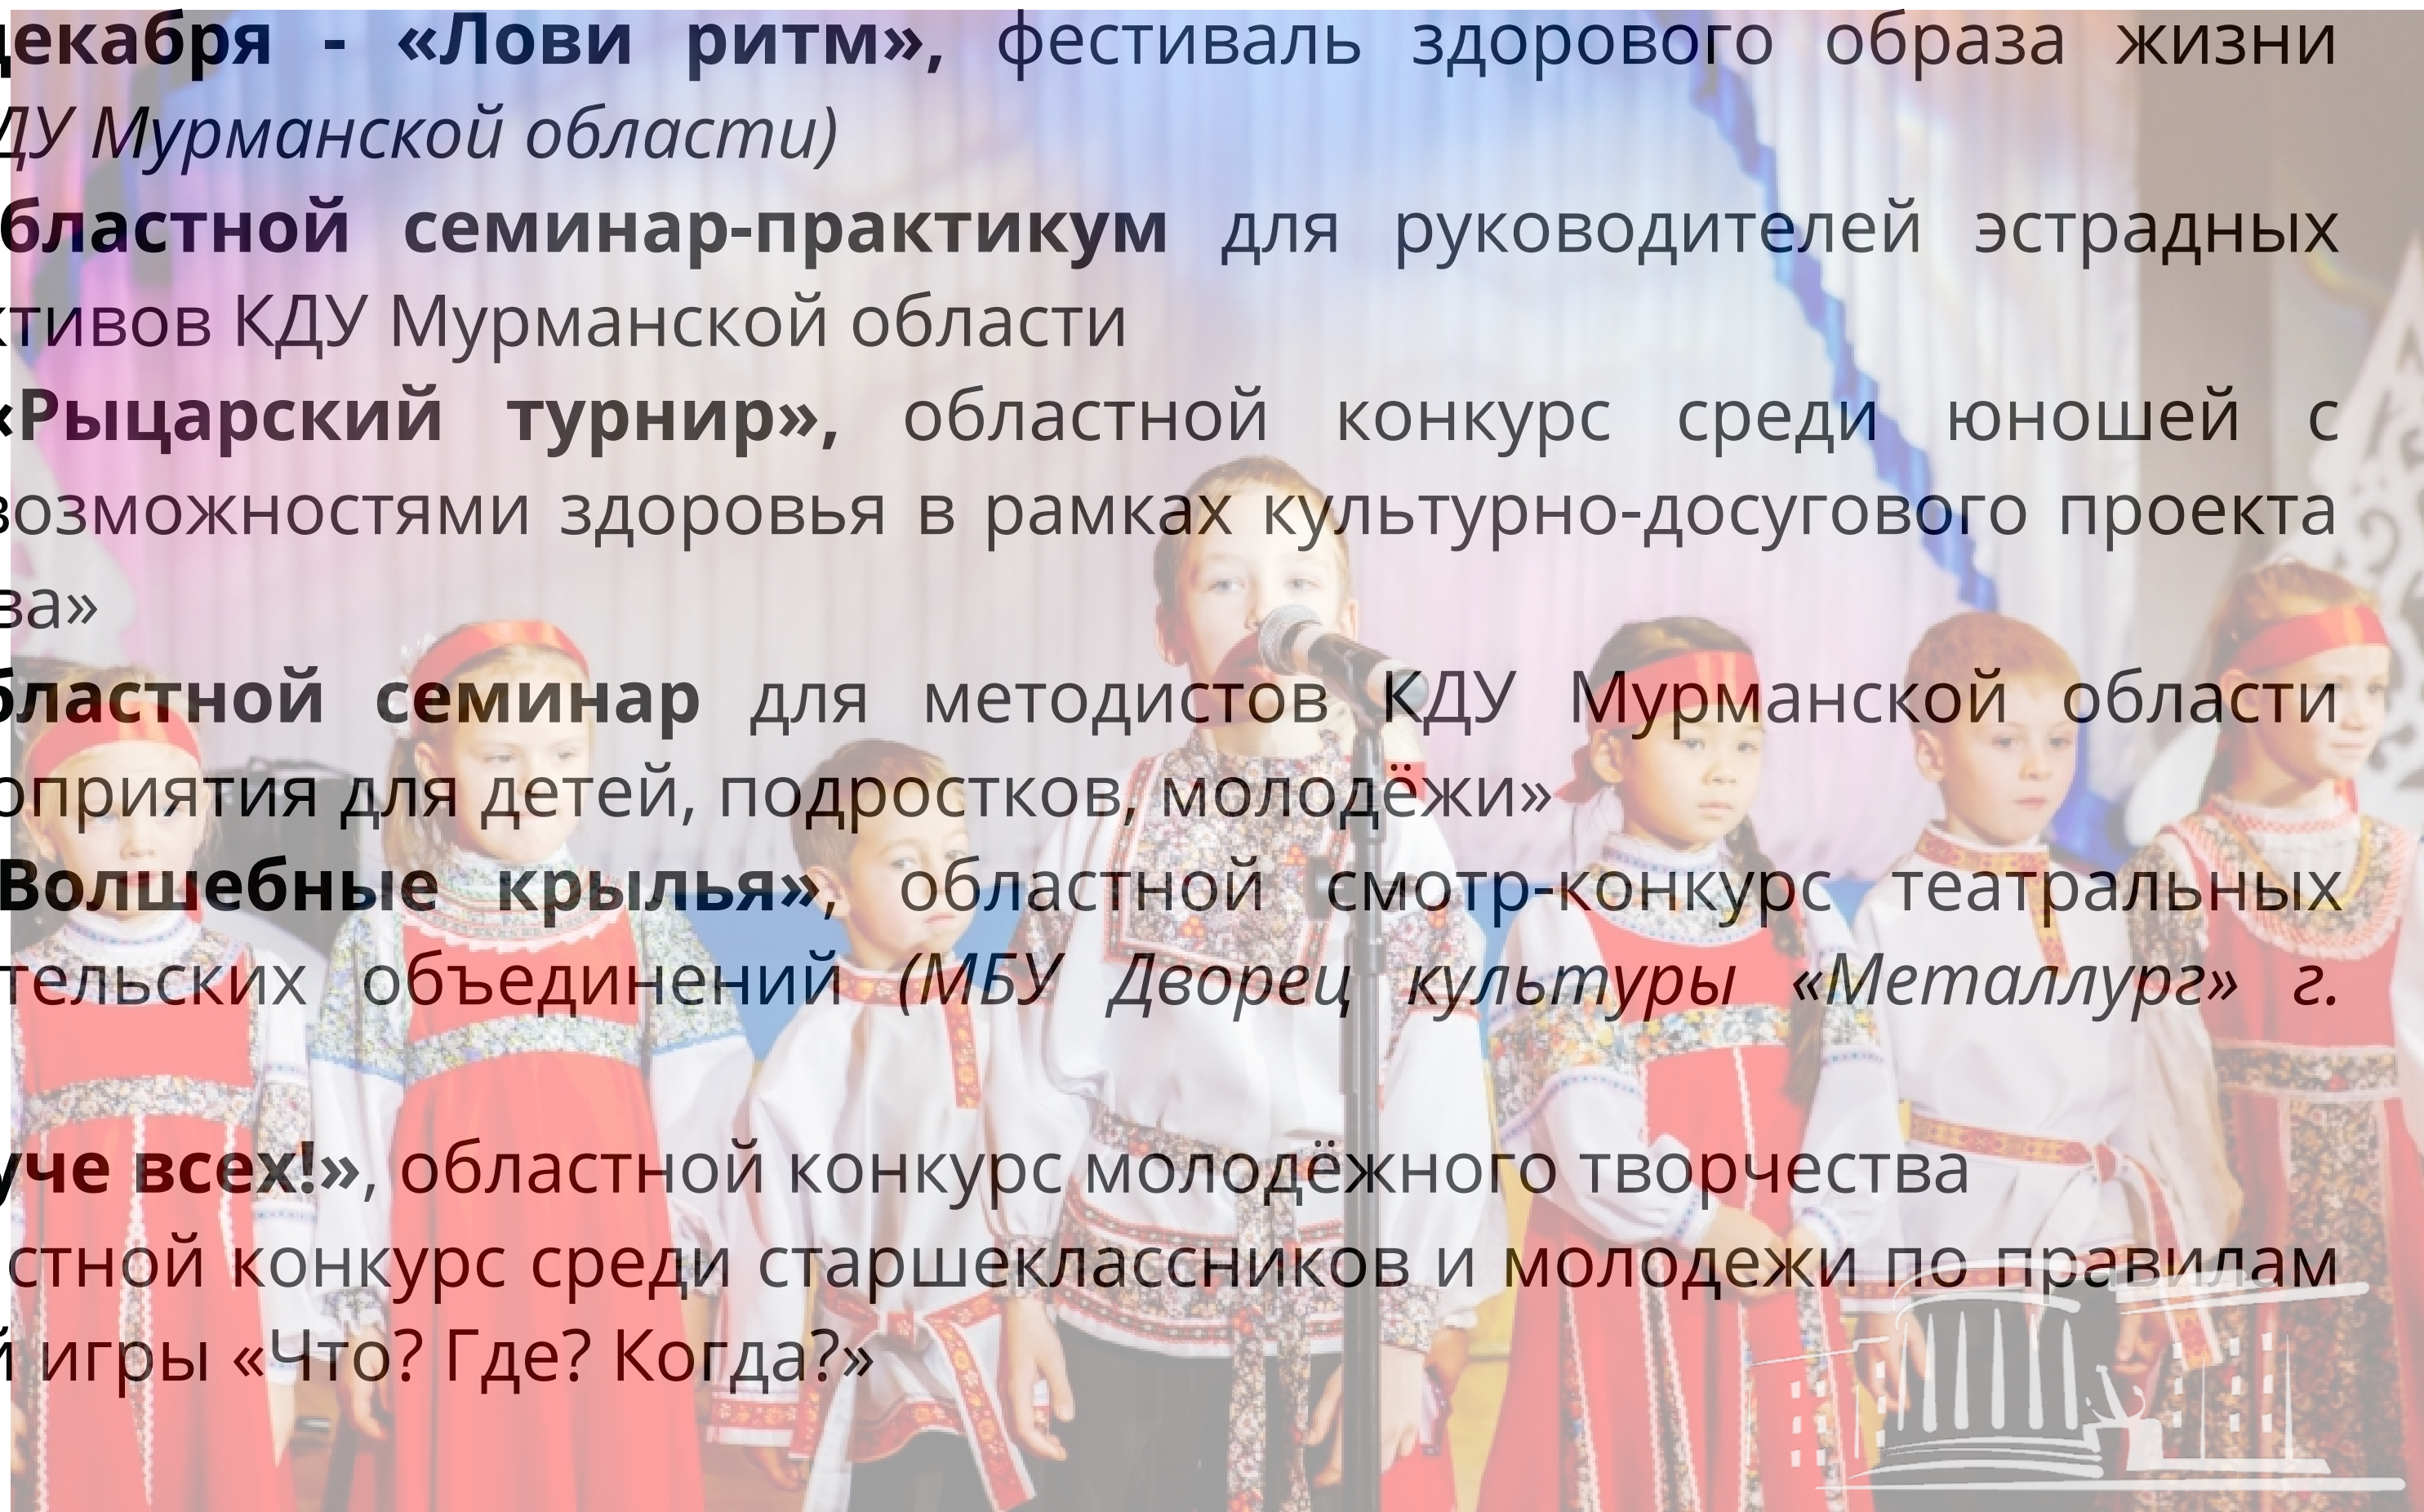 декабря - «Лови ритм», фестиваль здорового образа жизни
ДУ Мурманской области)
бластной семинар-практикум для руководителей эстрадных
ктивов КДУ Мурманской области
«Рыцарский турнир», областной конкурс среди юношей с
возможностями здоровья в рамках культурно-досугового проекта
ва»
бластной семинар для методистов КДУ Мурманской области
оприятия для детей, подростков, молодёжи»
Волшебные крылья», областной смотр-конкурс театральных
тельских объединений (МБУ Дворец культуры «Металлург» г.
уче всех!», областной конкурс молодёжного творчества
стной конкурс среди старшеклассников и молодежи по правилам
й игры «Что? Где? Когда?»